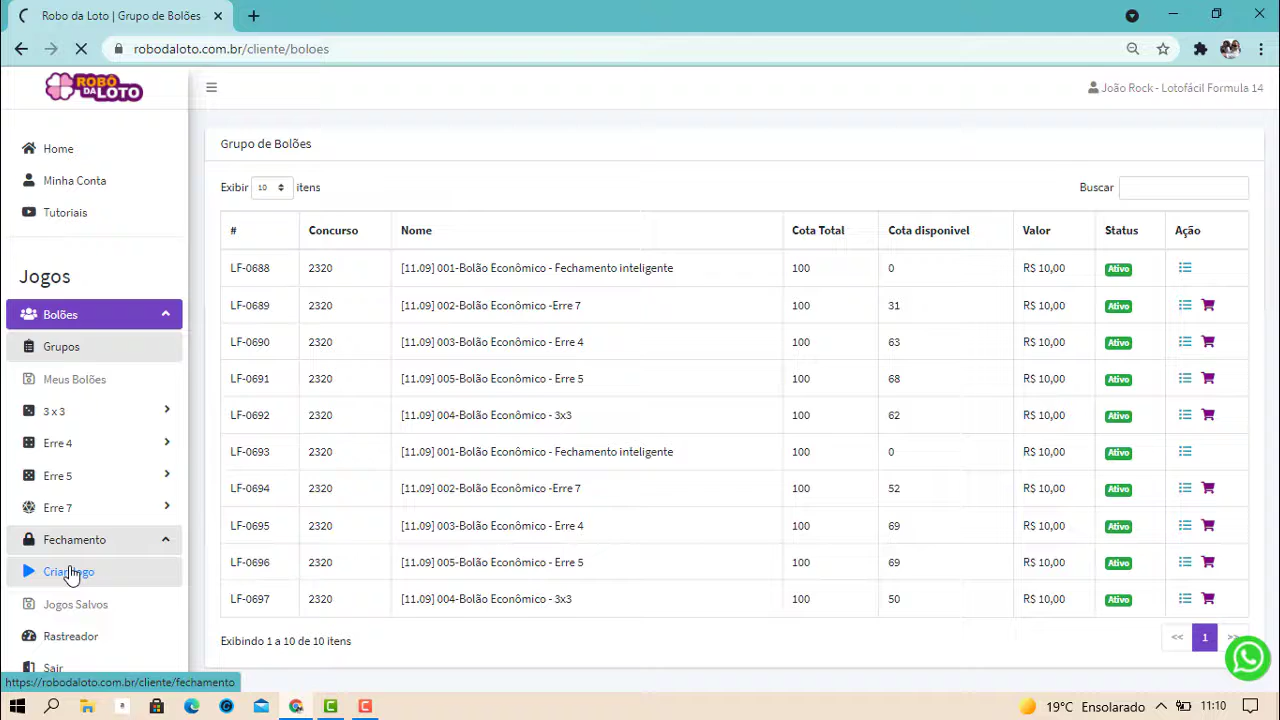 Robo da Loto | Grupo de Bolões
robodaloto.com.br/cliente/boloes
ROBÔ DA LOTO
João Rock - Lotofácil Formula 14
Home
Minha Conta
Tutoriais
Jogos
Bolões
Grupos
Meus Bolões
3 x 3
Erre 4
Erre 5
Erre 7
Fechamento
Criar Jogo
Jogos Salvos
Rastreador
Sair
Grupo de Bolões
Exibir 10 itens
Buscar
# Concurso Nome Cota Total Cota disponivel Valor Status Ação
LF-0688 2320 [11.09] 001-Bolão Econômico - Fechamento inteligente 100 0 R$ 10,00 Ativo
LF-0689 2320 [11.09] 002-Bolão Econômico -Erre 7 100 31 R$ 10,00 Ativo
LF-0690 2320 [11.09] 003-Bolão Econômico - Erre 4 100 63 R$ 10,00 Ativo
LF-0691 2320 [11.09] 005-Bolão Econômico - Erre 5 100 68 R$ 10,00 Ativo
LF-0692 2320 [11.09] 004-Bolão Econômico - 3x3 100 62 R$ 10,00 Ativo
LF-0693 2320 [11.09] 001-Bolão Econômico - Fechamento inteligente 100 0 R$ 10,00 Ativo
LF-0694 2320 [11.09] 002-Bolão Econômico -Erre 7 100 52 R$ 10,00 Ativo
LF-0695 2320 [11.09] 003-Bolão Econômico - Erre 4 100 69 R$ 10,00 Ativo
LF-0696 2320 [11.09] 005-Bolão Econômico - Erre 5 100 69 R$ 10,00 Ativo
LF-0697 2320 [11.09] 004-Bolão Econômico - 3x3 100 50 R$ 10,00 Ativo
Exibindo 1 a 10 de 10 itens
<< 1 >>
https://robodaloto.com.br/cliente/fechamento
19°C Ensolarado 11:10